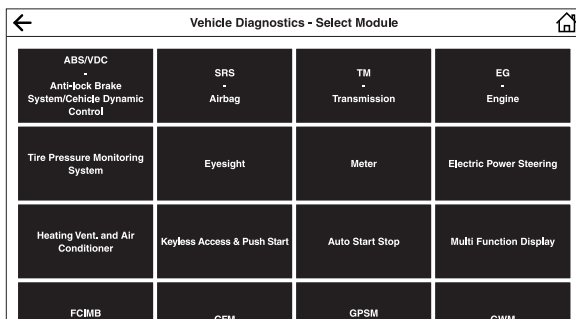 Vehicle Diagnostics - Select Module
ABS/VDC
-
Anti-lock Brake
System/Cehicle Dynamic
Control
SRS
-
Airbag
TM
-
Transmission
EG
-
Engine
Tire Pressure Monitoring
System
Eyesight
Meter
Electric Power Steering
Heating Vent. and Air
Conditioner
Keyless Access & Push Start
Auto Start Stop
Multi Function Display
FCIMB
GPSM